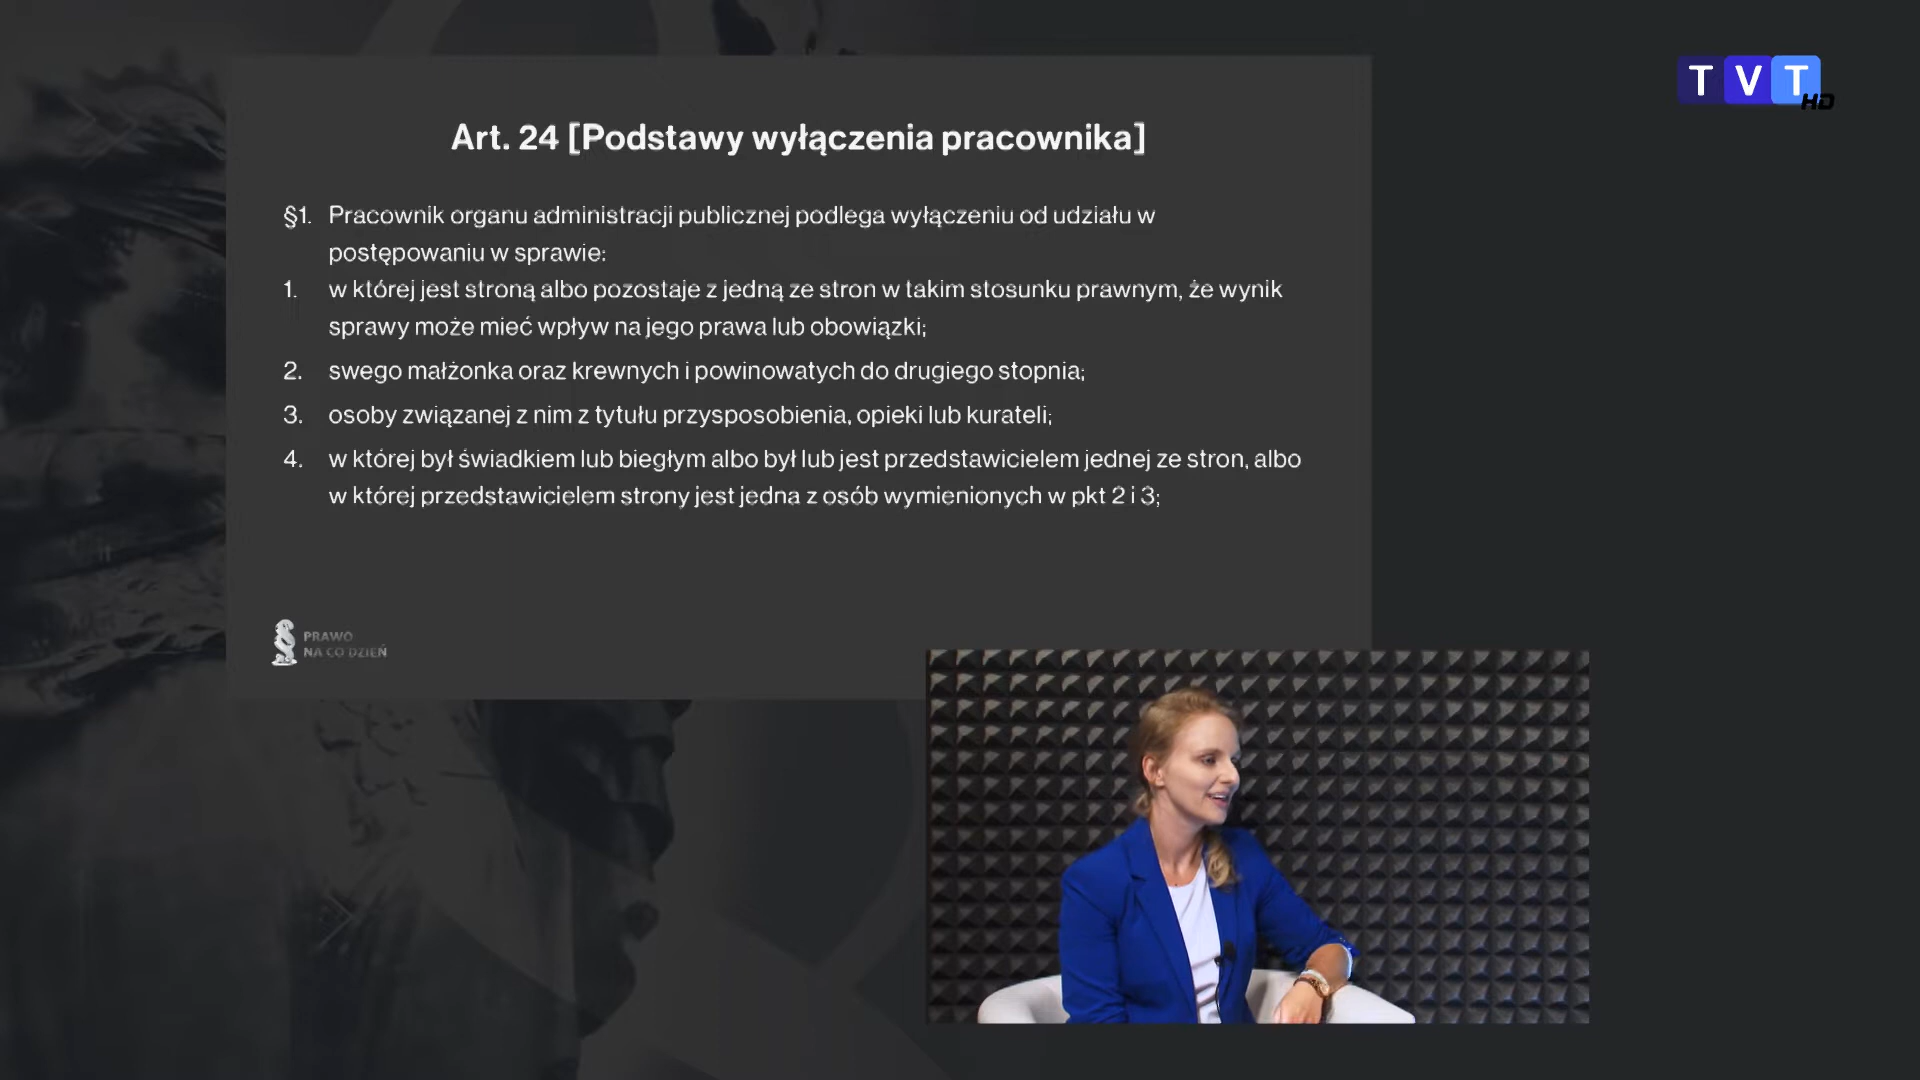 TVT
HD
Art. 24 [Podstawy wyłączenia pracownika]
§1. Pracownik organu administracji publicznej podlega wyłączeniu od udziału w
postępowaniu w sprawie:
1. w której jest stroną albo pozostaje z jedną ze stron w takim stosunku prawnym, że wynik
sprawy może mieć wpływ na jego prawa lub obowiązki;
2. swego małżonka oraz krewnych i powinowatych do drugiego stopnia;
3. osoby związanej z nim z tytułu przysposobienia, opieki lub kurateli;
4. w której był świadkiem lub biegłym albo był lub jest przedstawicielem jednej ze stron, albo
w której przedstawicielem strony jest jedna z osób wymienionych w pkt 2 i 3;
PRAWO
NA CO DZIEŃ